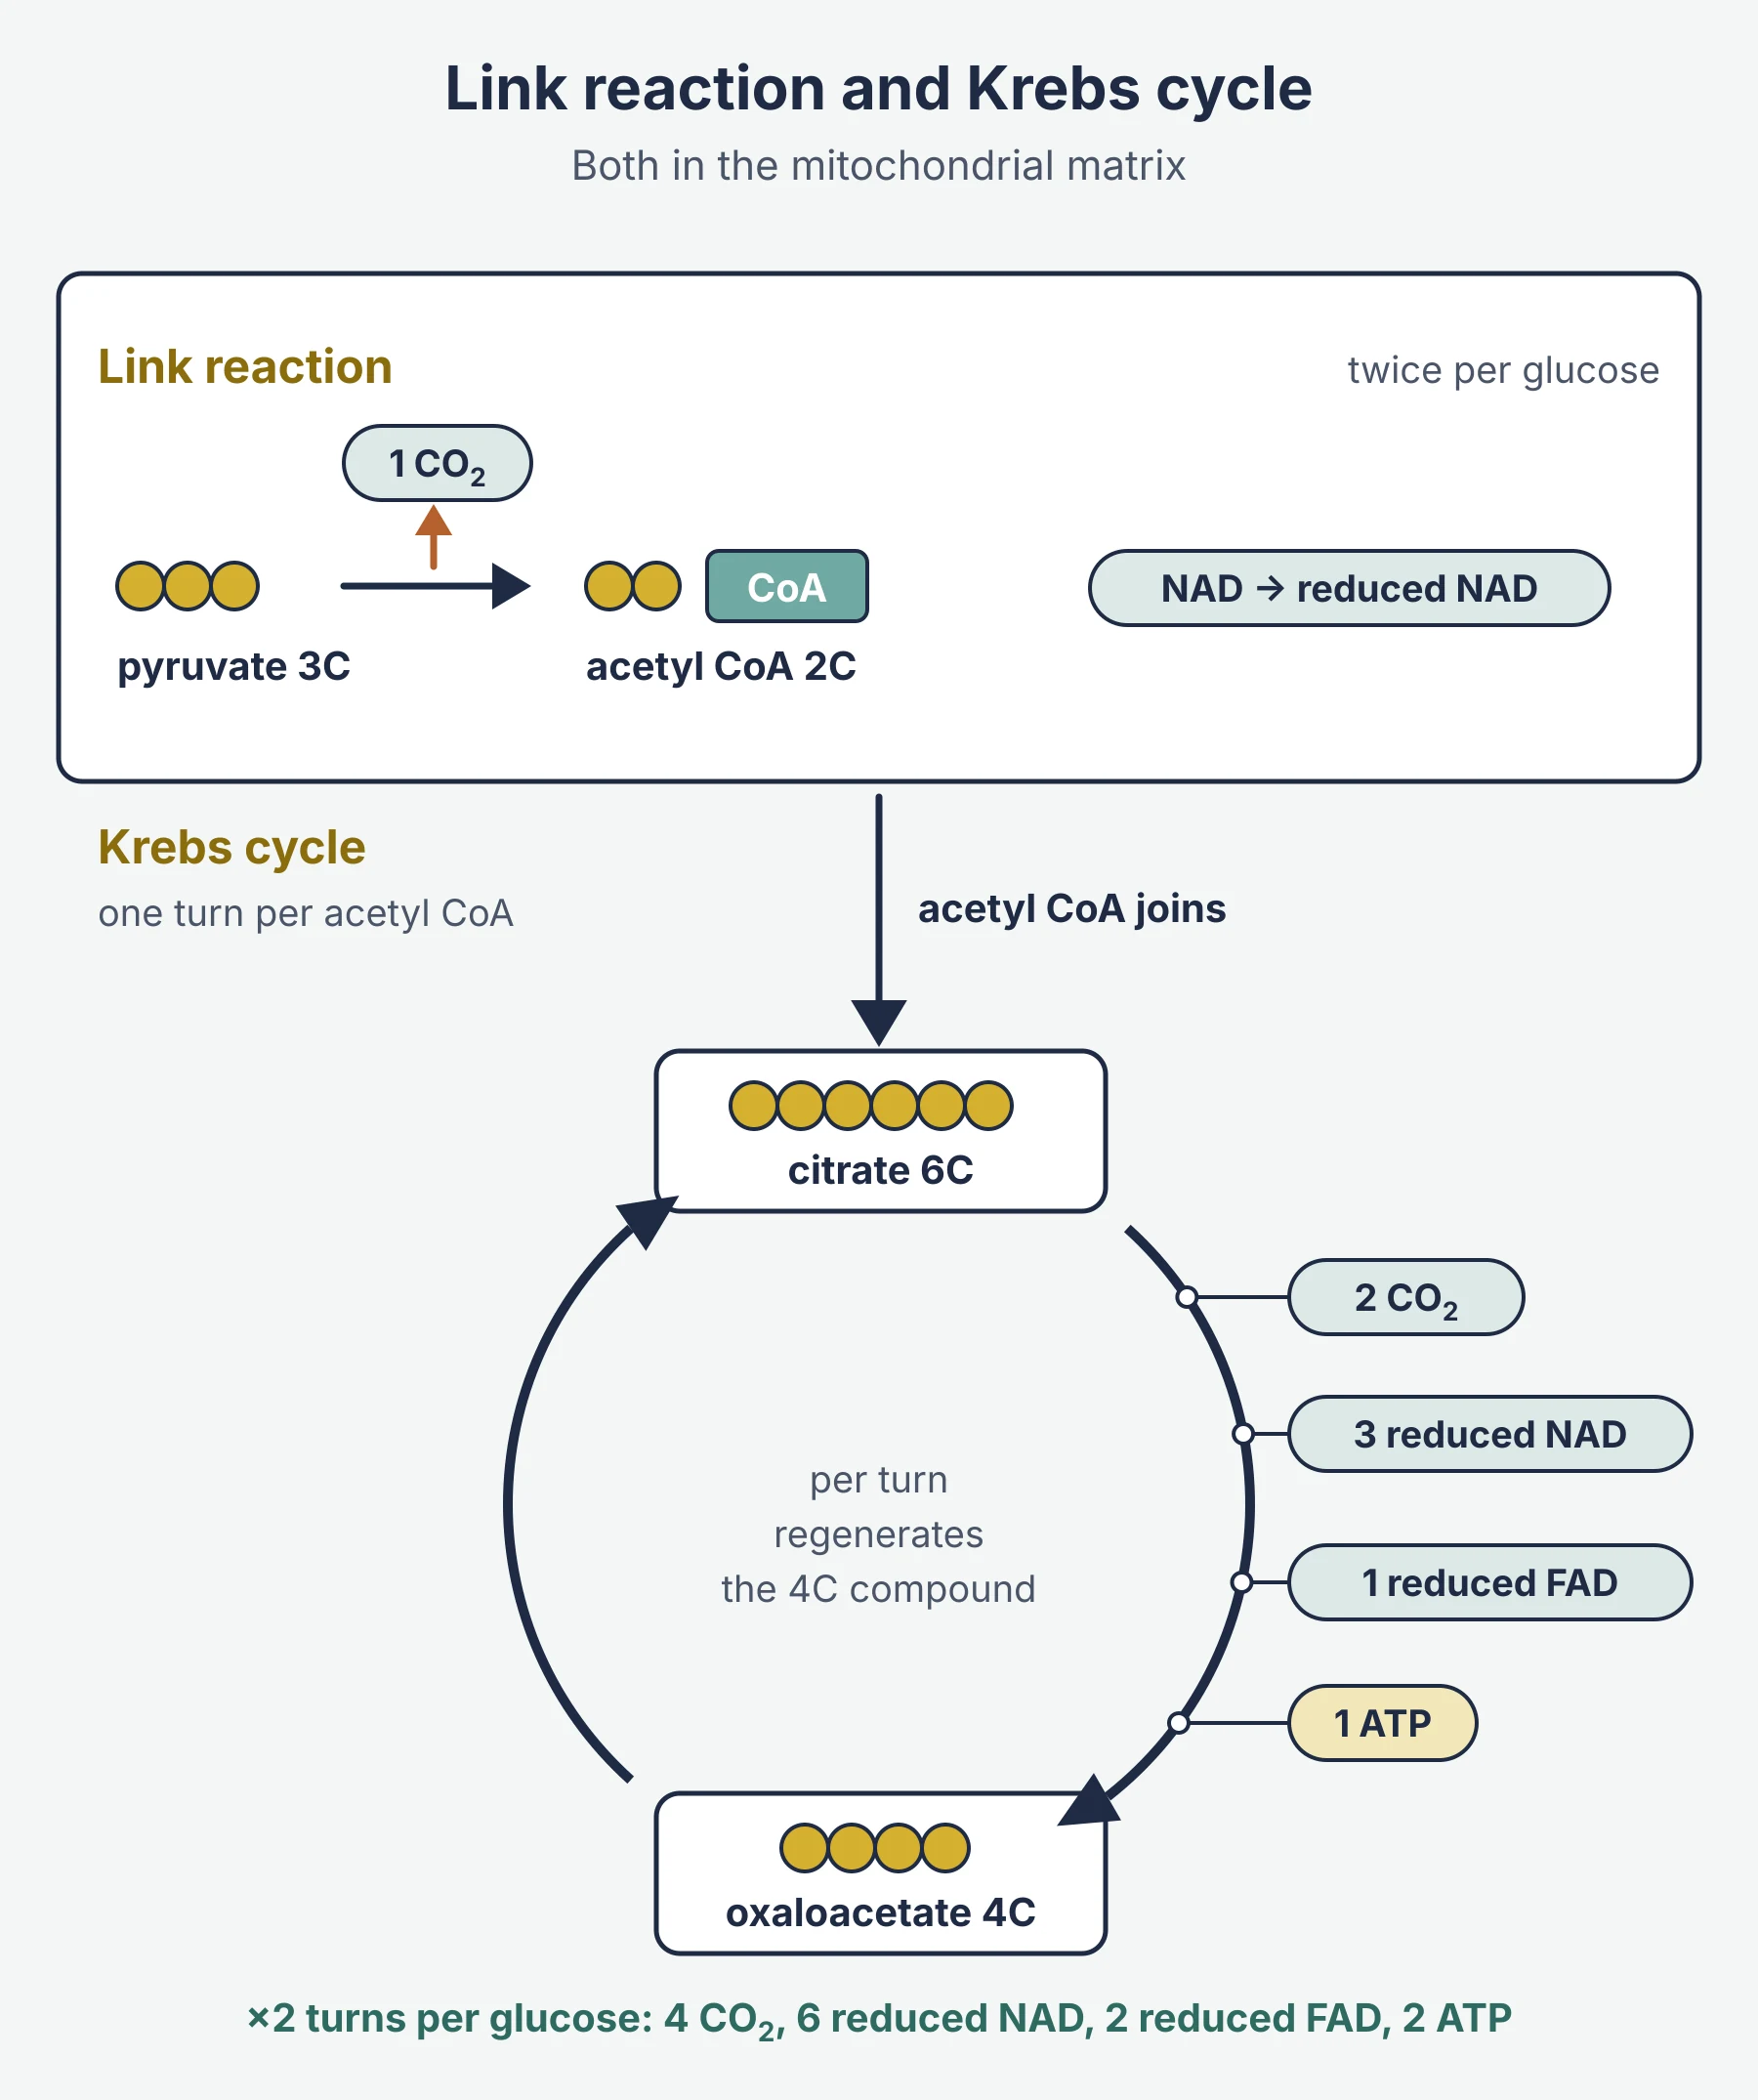 Link reaction and Krebs cycle
Both in the mitochondrial matrix
Link reaction
twice per glucose
1 CO₂
CoA
NAD → reduced NAD
pyruvate 3C
acetyl CoA 2C
Krebs cycle
one turn per acetyl CoA
acetyl CoA joins
citrate 6C
2 CO₂
3 reduced NAD
per turn
regenerates
the 4C compound
1 reduced FAD
1 ATP
oxaloacetate 4C
×2 turns per glucose: 4 CO₂, 6 reduced NAD, 2 reduced FAD, 2 ATP